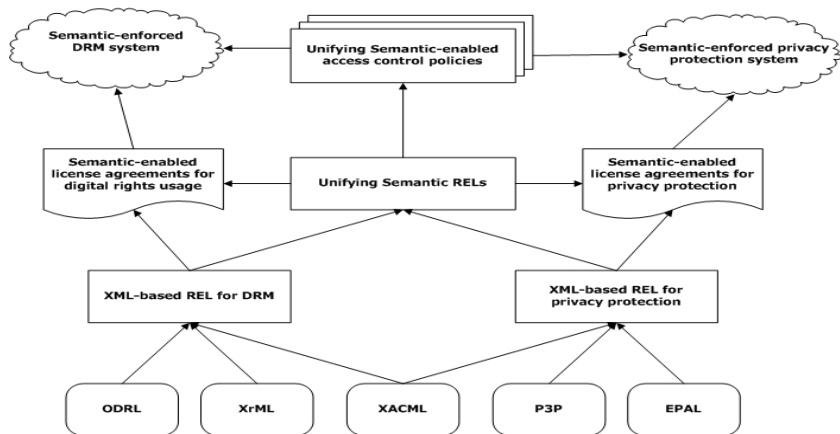 Semantic-enforced
DRM system
Unifying Semantic-enabled
access control policies
Semantic-enforced privacy
protection system
Semantic-enabled
license agreements for
digital rights usage
Unifying Semantic RELs
Semantic-enabled
license agreements for
privacy protection
XML-based REL for DRM
XML-based REL for
privacy protection
ODRL
XrML
XACML
P3P
EPAL